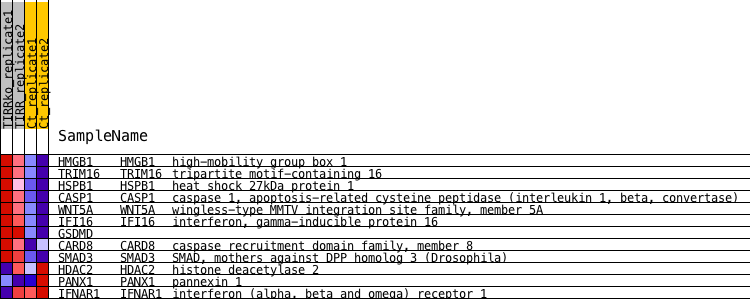 TIRRko_replicate1
TIRR_replicate2
Ct_replicate1
Ct_replicate2
SampleName
HMGB1 HMGB1 high-mobility group box 1
TRIM16 TRIM16 tripartite motif-containing 16
HSPB1 HSPB1 heat shock 27kDa protein 1
CASP1 CASP1 caspase 1, apoptosis-related cysteine peptidase (interleukin 1, beta, convertase)
WNT5A WNT5A wingless-type MMTV integration site family, member 5A
IFI16 IFI16 interferon, gamma-inducible protein 16
GSDMD
CARD8 CARD8 caspase recruitment domain family, member 8
SMAD3 SMAD3 SMAD, mothers against DPP homolog 3 (Drosophila)
HDAC2 HDAC2 histone deacetylase 2
PANX1 PANX1 pannexin 1
IFNAR1 IFNAR1 interferon (alpha, beta and omega) receptor 1